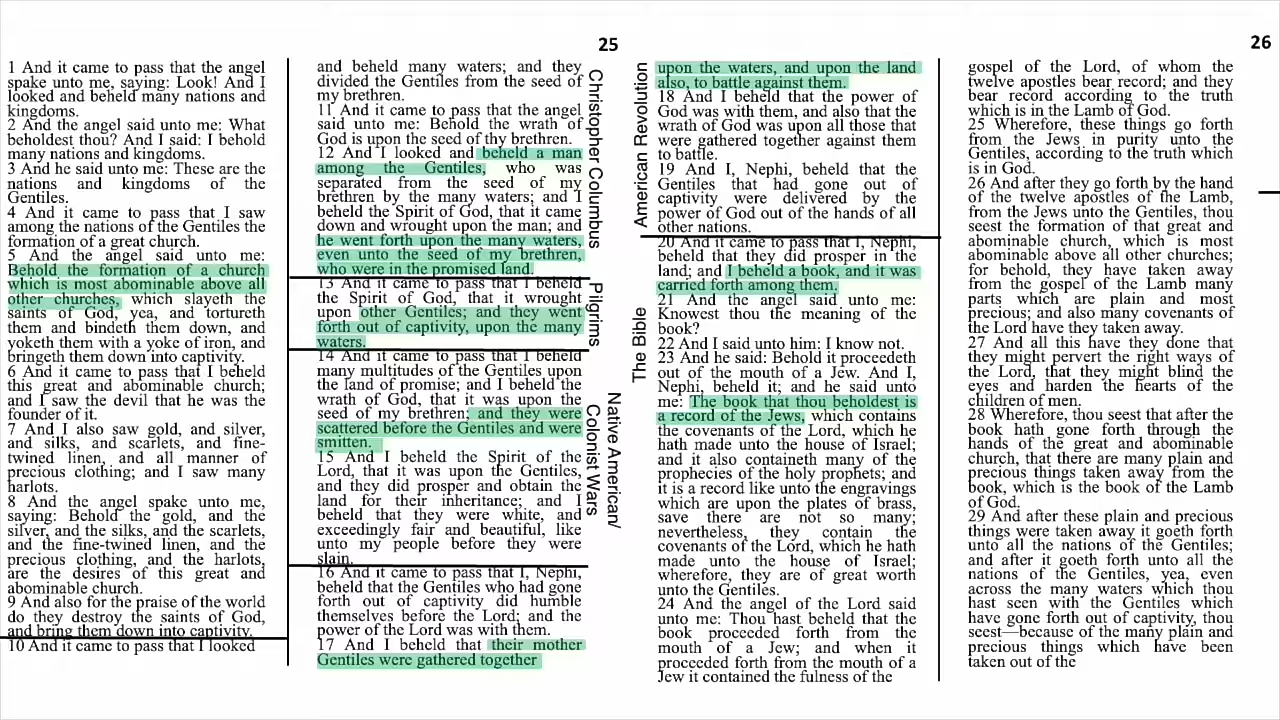 25
26
1 And it came to pass that the angel
spake unto me, saying: Look! And I
looked and beheld many nations and
kingdoms.
2 And the angel said unto me: What
beholdest thou? And I said: I behold
many nations and kingdoms.
3 And he said unto me: These are the
nations and kingdoms of the
Gentiles.
4 And it came to pass that I saw
among the nations of the Gentiles the
formation of a great church.
5 And the angel said unto me:
Behold the formation of a church
which is most abominable above all
other churches, which slayeth the
saints of God, yea, and tortureth
them and bindeth them down, and
yoketh them with a yoke of iron, and
bringeth them down into captivity.
6 And it came to pass that I beheld
this great and abominable church;
and I saw the devil that he was the
founder of it.
7 And I also saw gold, and silver,
and silks, and scarlets, and fine-
twined linen, and all manner of
precious clothing; and I saw many
harlots.
8 And the angel spake unto me,
saying: Behold the gold, and the
silver, and the silks, and the scarlets,
and the fine-twined linen, and the
precious clothing, and the harlots,
are the desires of this great and
abominable church.
9 And also for the praise of the world
do they destroy the saints of God,
and bring them down into captivity.
10 And it came to pass that I looked
and beheld many waters; and they
divided the Gentiles from the seed of
my brethren.
11 And it came to pass that the angel
said unto me: Behold the wrath of
God is upon the seed of thy brethren.
12 And I looked and beheld a man
among the Gentiles, who was
separated from the seed of my
brethren by the many waters; and I
beheld the Spirit of God, that it came
down and wrought upon the man; and
he went forth upon the many waters,
even unto the seed of my brethren,
who were in the promised land.
13 And it came to pass that I beheld
the Spirit of God, that it wrought
upon other Gentiles; and they went
forth out of captivity, upon the many
waters.
14 And it came to pass that I beheld
many multitudes of the Gentiles upon
the land of promise; and I beheld the
wrath of God, that it was upon the
seed of my brethren; and they were
scattered before the Gentiles and were
smitten.
15 And I beheld the Spirit of the
Lord, that it was upon the Gentiles,
and they did prosper and obtain the
land for their inheritance; and I
beheld that they were white, and
exceedingly fair and beautiful, like
unto my people before they were
slain.
16 And it came to pass that I, Nephi,
beheld that the Gentiles who had gone
forth out of captivity did humble
themselves before the Lord; and the
power of the Lord was with them.
17 And I beheld that their mother
Gentiles were gathered together
Christopher Columbus
Pilgrims
Native American/
Colonist Wars
American Revolution
The Bible
upon the waters, and upon the land
also, to battle against them.
18 And I beheld that the power of
God was with them, and also that the
wrath of God was upon all those that
were gathered together against them
to battle.
19 And I, Nephi, beheld that the
Gentiles that had gone out of
captivity were delivered by the
power of God out of the hands of all
other nations.
20 And it came to pass that I, Nephi,
beheld that they did prosper in the
land; and I beheld a book, and it was
carried forth among them.
21 And the angel said unto me:
Knowest thou the meaning of the
book?
22 And I said unto him: I know not.
23 And he said: Behold it proceedeth
out of the mouth of a Jew. And I,
Nephi, beheld it; and he said unto
me: The book that thou beholdest is
a record of the Jews, which contains
the covenants of the Lord, which he
hath made unto the house of Israel;
and it also containeth many of the
prophecies of the holy prophets; and
it is a record like unto the engravings
which are upon the plates of brass,
save there are not so many;
nevertheless, they contain the
covenants of the Lord, which he hath
made unto the house of Israel;
wherefore, they are of great worth
unto the Gentiles.
24 And the angel of the Lord said
unto me: Thou hast beheld that the
book proceeded forth from the
mouth of a Jew; and when it
proceeded forth from the mouth of a
Jew it contained the fulness of the
gospel of the Lord, of whom the
twelve apostles bear record; and they
bear record according to the truth
which is in the Lamb of God.
25 Wherefore, these things go forth
from the Jews in purity unto the
Gentiles, according to the truth which
is in God.
26 And after they go forth by the hand
of the twelve apostles of the Lamb,
from the Jews unto the Gentiles, thou
seest the formation of that great and
abominable church, which is most
abominable above all other churches;
for behold, they have taken away
from the gospel of the Lamb many
parts which are plain and most
precious; and also many covenants of
the Lord have they taken away.
27 And all this have they done that
they might pervert the right ways of
the Lord, that they might blind the
eyes and harden the hearts of the
children of men.
28 Wherefore, thou seest that after the
book hath gone forth through the
hands of the great and abominable
church, that there are many plain and
precious things taken away from the
book, which is the book of the Lamb
of God.
29 And after these plain and precious
things were taken away it goeth forth
unto all the nations of the Gentiles;
and after it goeth forth unto all the
nations of the Gentiles, yea, even
across the many waters which thou
hast seen with the Gentiles which
have gone forth out of captivity, thou
seest—because of the many plain and
precious things which have been
taken out of the